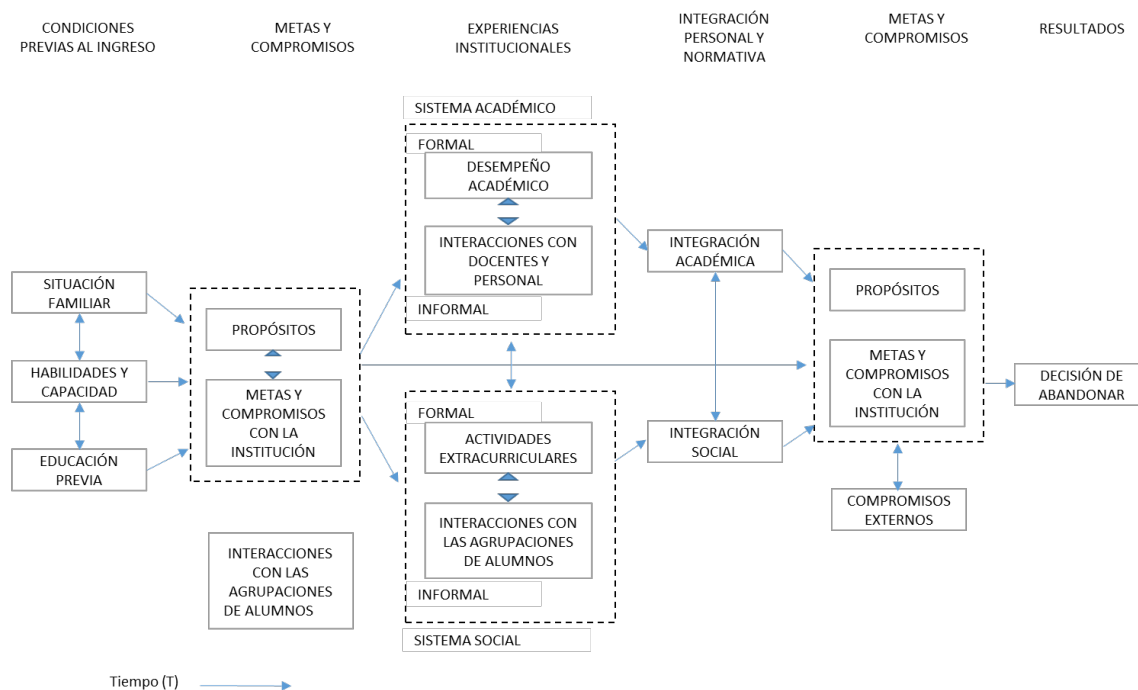 CONDICIONES
PREVIAS AL INGRESO
METAS Y
COMPROMISOS
EXPERIENCIAS
INSTITUCIONALES
INTEGRACIÓN
PERSONAL Y
NORMATIVA
METAS Y
COMPROMISOS
RESULTADOS
SITUACIÓN
FAMILIAR
HABILIDADES Y
CAPACIDAD
EDUCACIÓN
PREVIA
PROPÓSITOS
METAS Y
COMPROMISOS
CON LA
INSTITUCIÓN
INTERACCIONES
CON LAS
AGRUPACIONES
DE ALUMNOS
SISTEMA ACADÉMICO
FORMAL
DESEMPEÑO
ACADÉMICO
INTERACCIONES CON
DOCENTES Y
PERSONAL
INFORMAL
FORMAL
ACTIVIDADES
EXTRACURRICULARES
INTERACCIONES CON
LAS AGRUPACIONES
DE ALUMNOS
INFORMAL
SISTEMA SOCIAL
INTEGRACIÓN
ACADÉMICA
INTEGRACIÓN
SOCIAL
PROPÓSITOS
METAS Y
COMPROMISOS
CON LA
INSTITUCIÓN
COMPROMISOS
EXTERNOS
DECISIÓN DE
ABANDONAR
Tiempo (T)